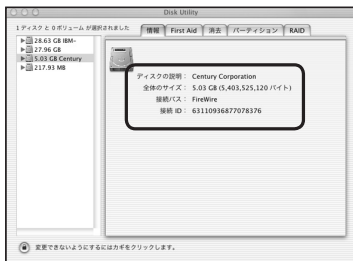 Disk Utility
1 ディスク と 0 ボリューム が選択されました
情報 First Aid 消去 パーティション RAID
28.63 GB IBM-
27.96 GB
5.03 GB Century
217.93 MB
ディスクの説明： Century Corporation
全体のサイズ： 5.03 GB (5,403,525,120 バイト)
接続バス： FireWire
接続 ID： 63110936877078376
変更できないようにするにはカギをクリックします。